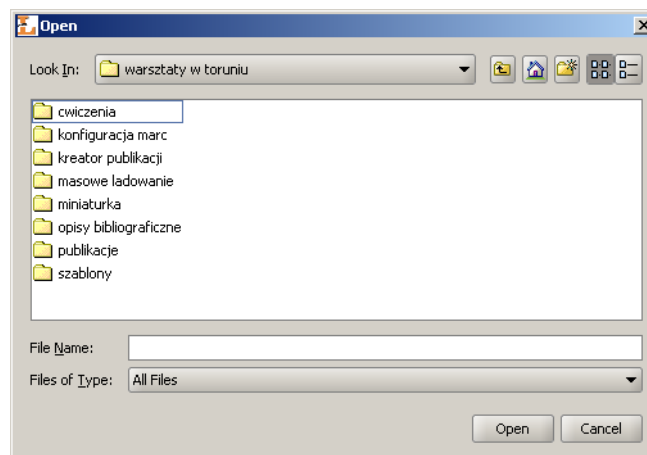 Open
Look In: warsztaty w toruniu
cwiczenia
konfiguracja marc
kreator publikacji
masowe ladowanie
miniaturka
opisy bibliograficzne
publikacje
szablony
File Name:
Files of Type: All Files
Open Cancel